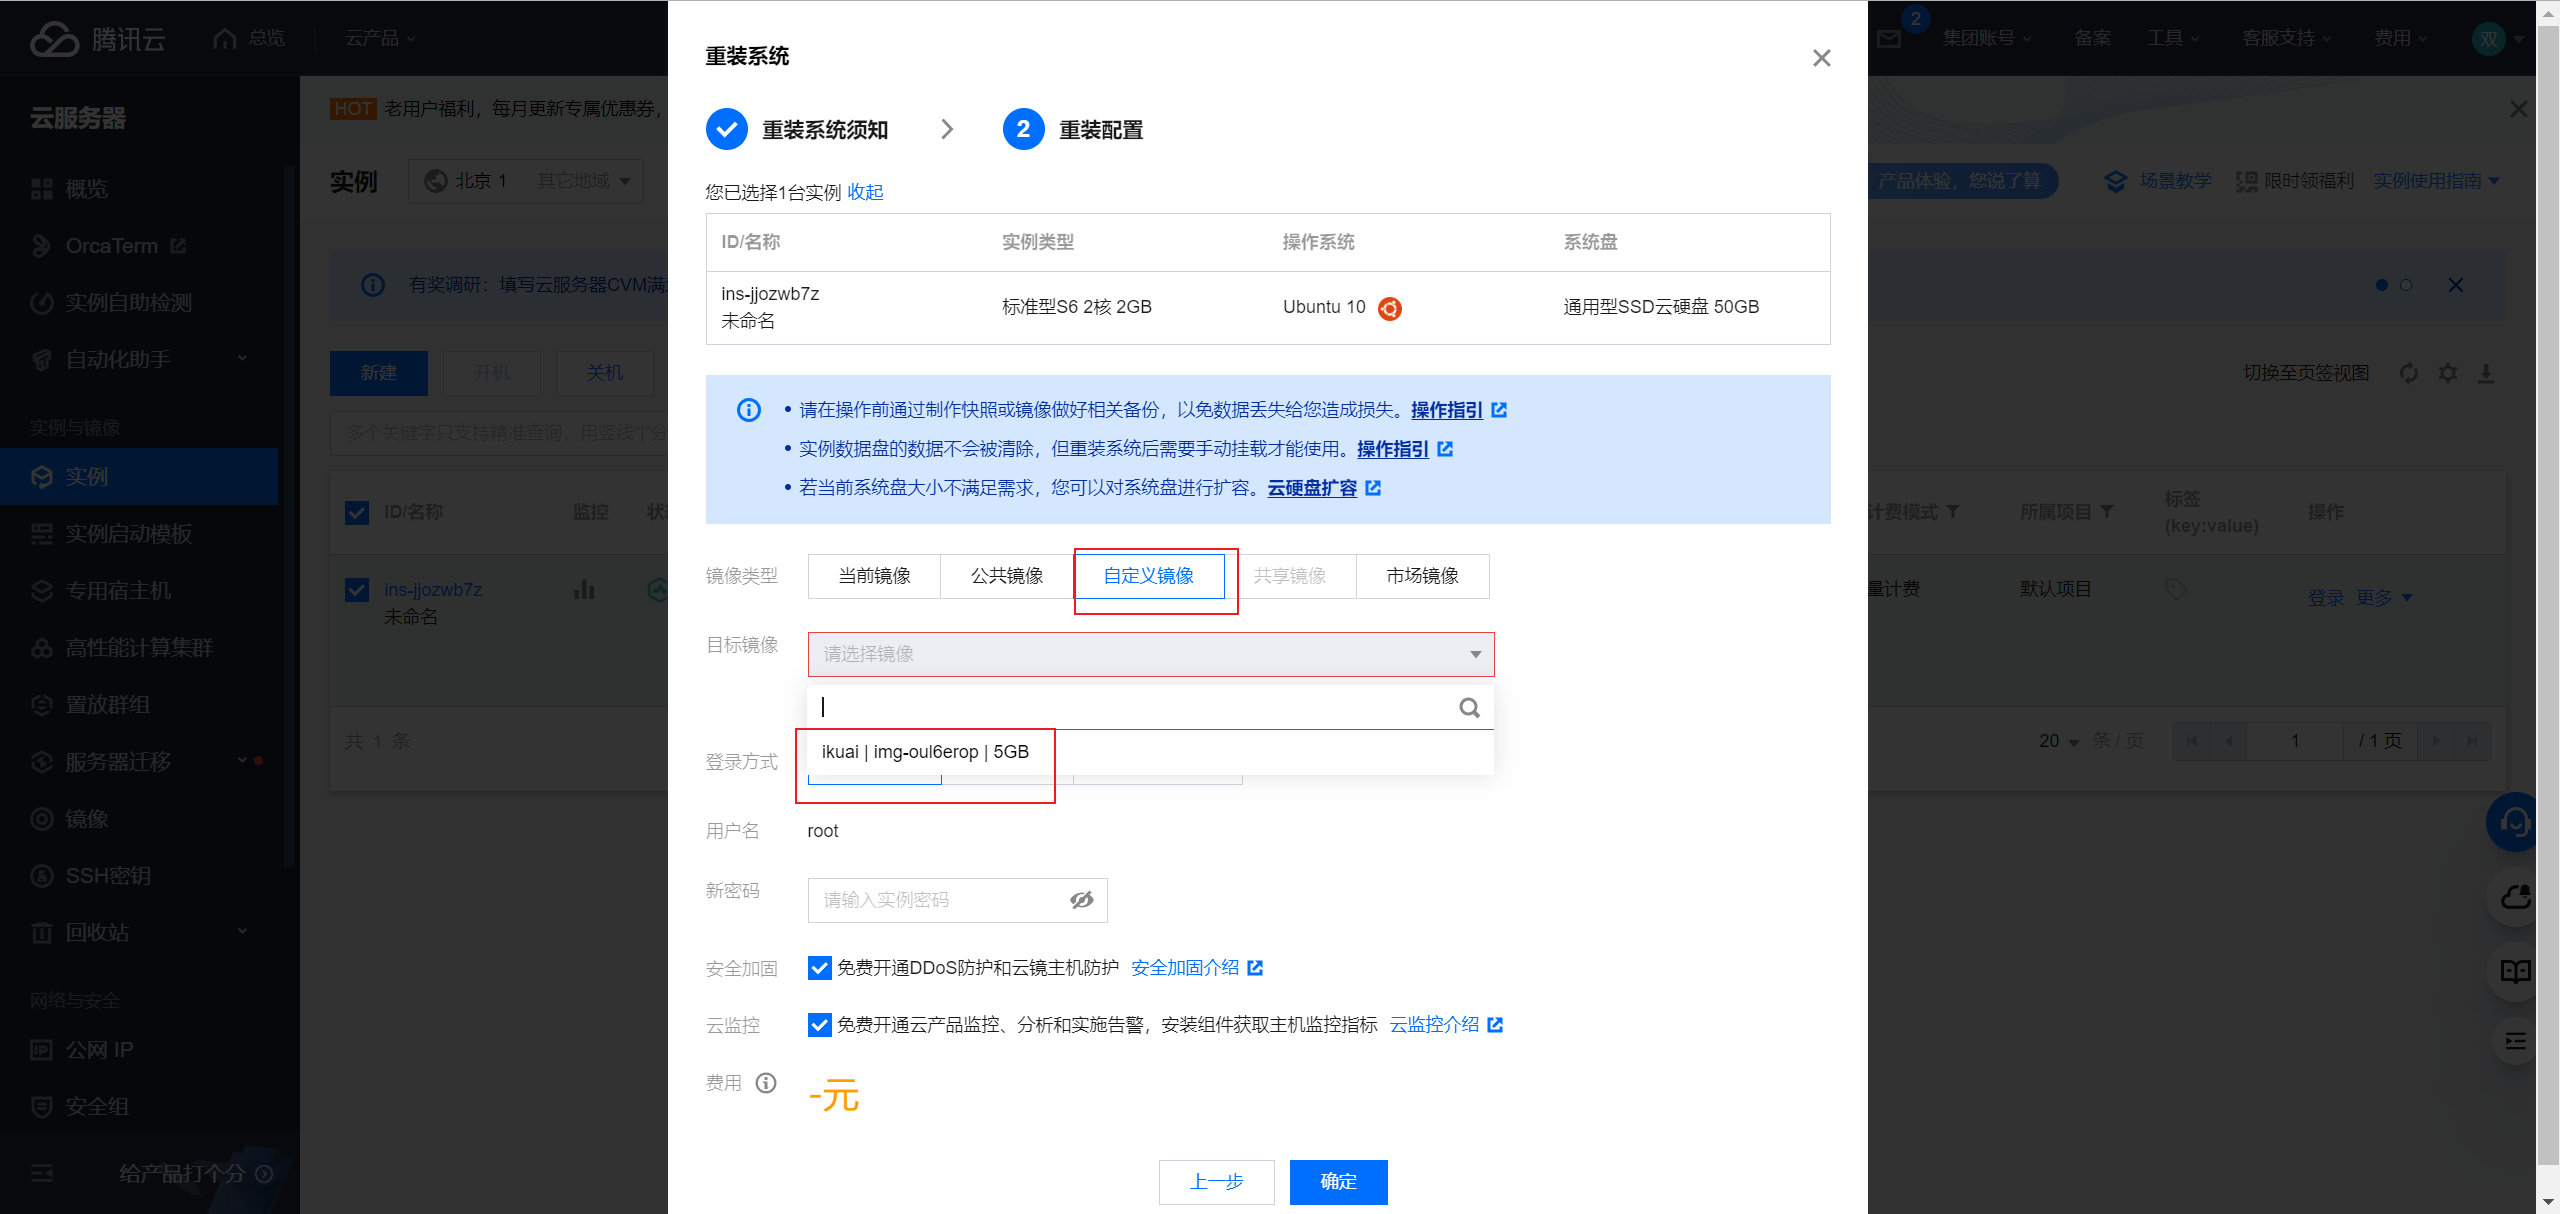 腾讯云
总览
云产品
2
集团账号
备案
工具
客服支持
费用
双
云服务器
概览
OrcaTerm
实例自助检测
自动化助手
实例与镜像
实例
实例启动模板
专用宿主机
高性能计算集群
置放群组
服务器迁移
镜像
SSH密钥
回收站
网络与安全
公网 IP
安全组
给产品打个分
HOT 老用户福利，每月更新专属优惠券，
实例
北京 1 其它地域
产品体验，您说了算
场景教学
限时领福利
实例使用指南
有奖调研：填写云服务器CVM满
新建
开机
关机
切换至页签视图
多个关键字只支持精准查询，用竖线“|”分
ID/名称
监控
状
计费模式
所属项目
标签
(key:value)
操作
ins-jjozwb7z
未命名
量计费
默认项目
登录 更多
共 1 条
20 条 / 页
1
/ 1 页
重装系统
重装系统须知
2 重装配置
您已选择1台实例 收起
ID/名称 实例类型 操作系统 系统盘
ins-jjozwb7z
未命名
标准型S6 2核 2GB
Ubuntu 10
通用型SSD云硬盘 50GB
• 请在操作前通过制作快照或镜像做好相关备份，以免数据丢失给您造成损失。操作指引
• 实例数据盘的数据不会被清除，但重装系统后需要手动挂载才能使用。操作指引
• 若当前系统盘大小不满足需求，您可以对系统盘进行扩容。云硬盘扩容
镜像类型 当前镜像 公共镜像 自定义镜像 共享镜像 市场镜像
目标镜像 请选择镜像
ikuai | img-oul6erop | 5GB
登录方式
用户名 root
新密码 请输入实例密码
安全加固 免费开通DDoS防护和云镜主机防护 安全加固介绍
云监控 免费开通云产品监控、分析和实施告警，安装组件获取主机监控指标 云监控介绍
费用 -元
上一步 确定